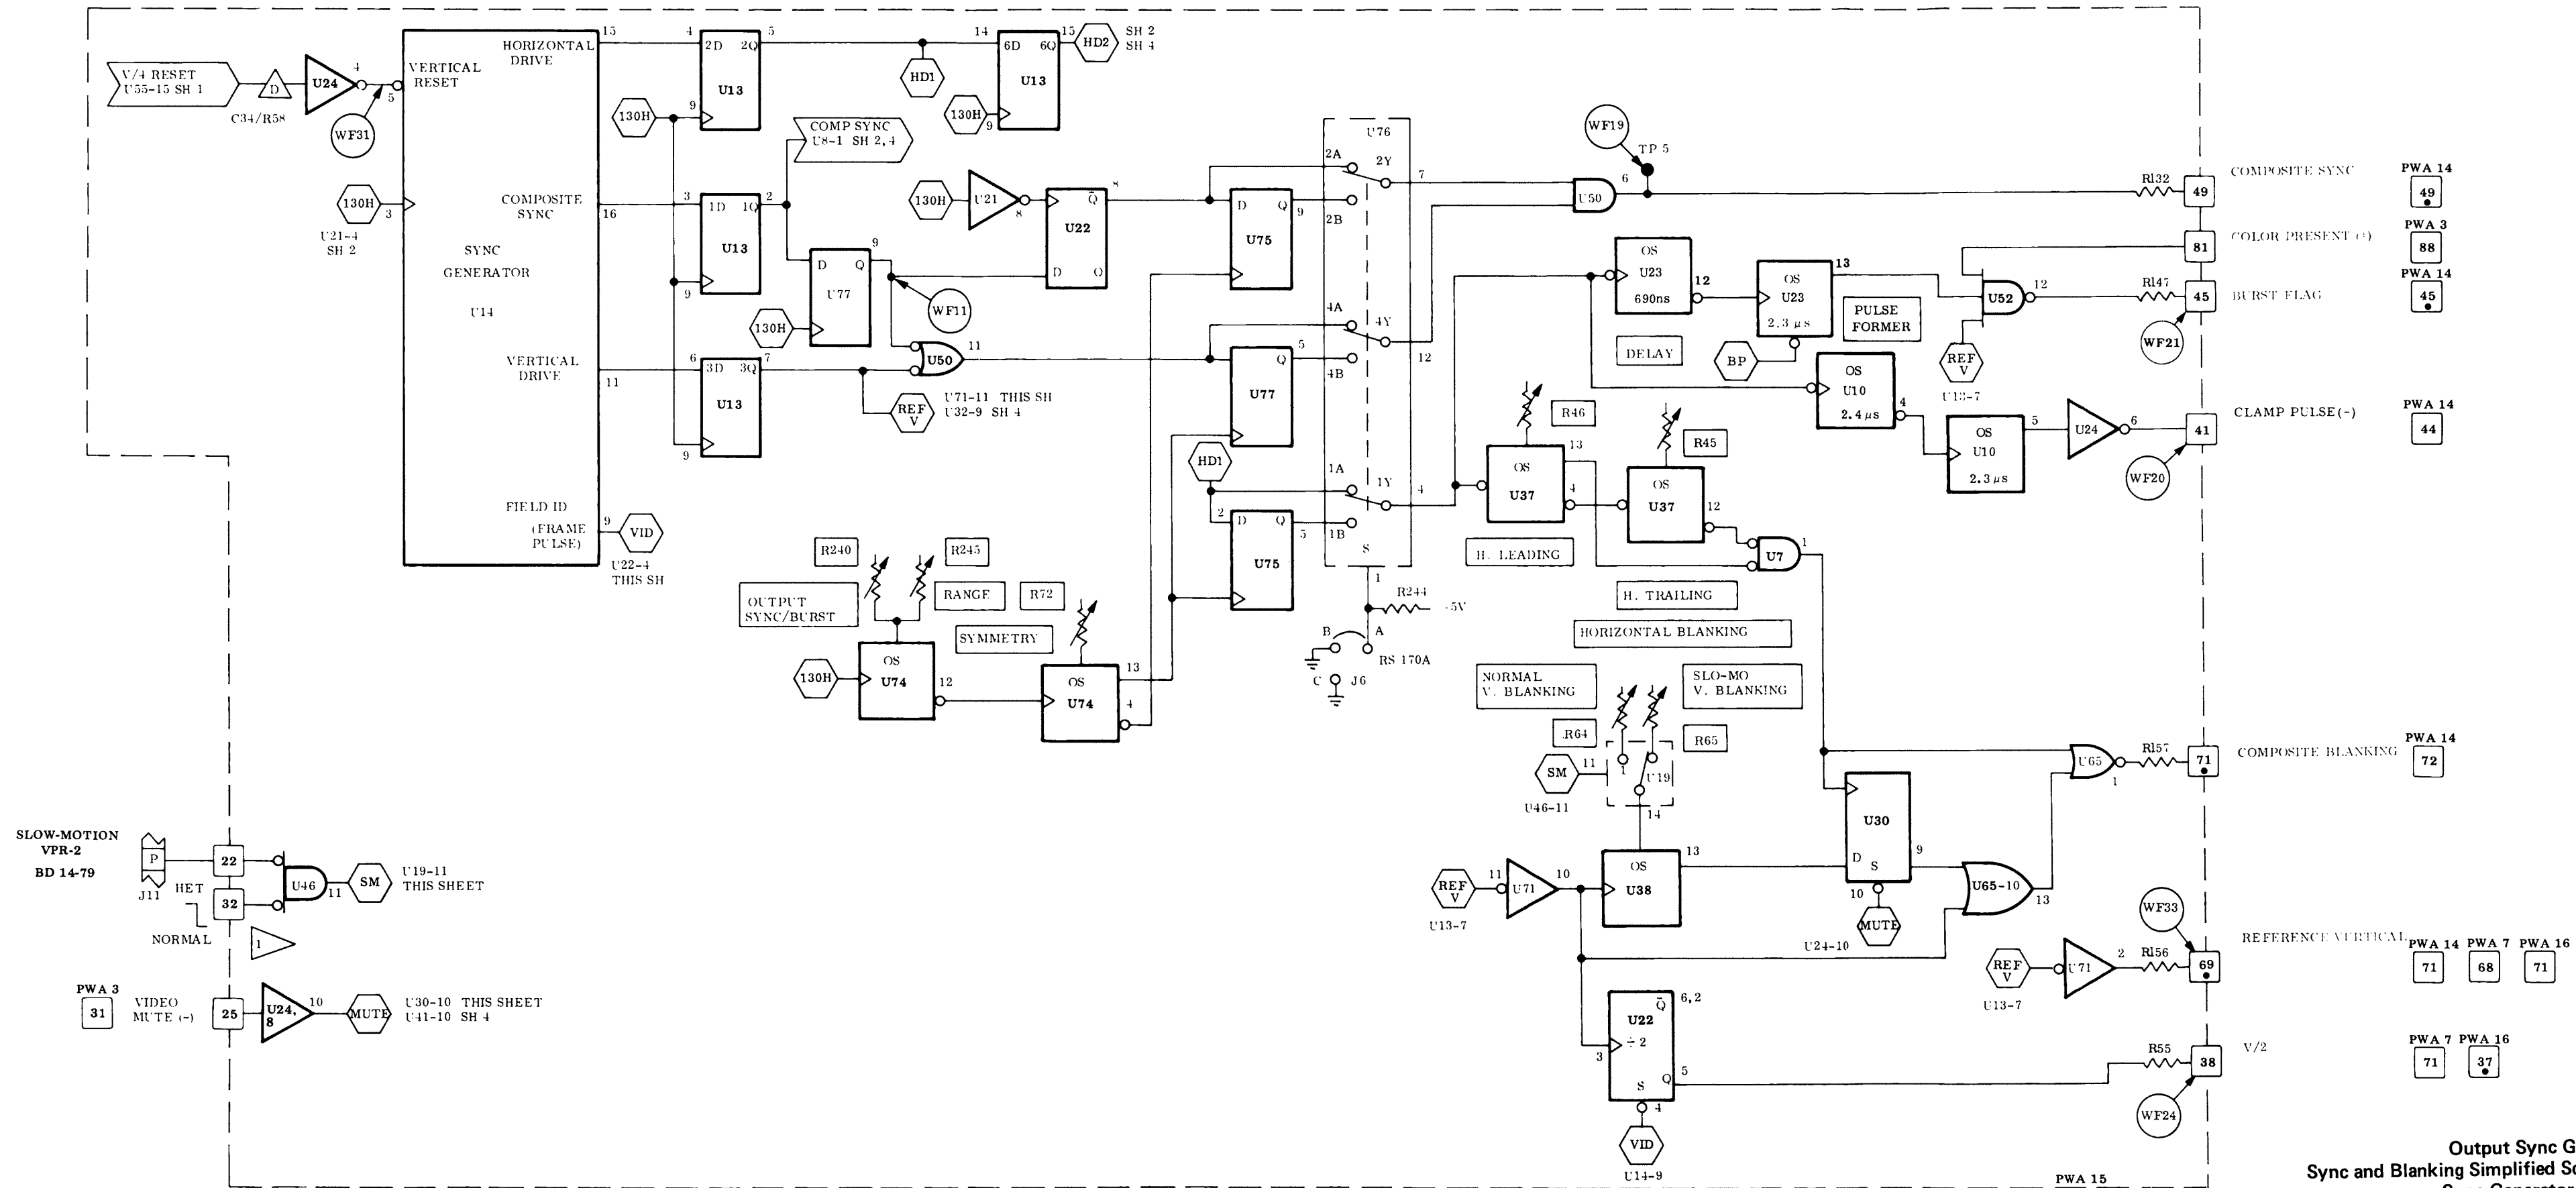 V/4 RESET
U55-15 SH 1
D
C34/R58
U24
4
5
WF31
VERTICAL
RESET
130H
3
U21-4
SH 2
HORIZONTAL
DRIVE
15
COMPOSITE
SYNC
16
SYNC
GENERATOR
U14
VERTICAL
DRIVE
11
FIELD ID
(FRAME
PULSE)
9
VID
U22-4
THIS SH
4
2D 2Q
5
U13
130H
9
HD1
14
6D 6Q
15
U13
130H
9
HD2
SH 2
SH 4
COMP SYNC
U8-1 SH 2,4
3
1D 1Q
2
U13
9
D Q
9
U77
130H
WF11
6
3D 3Q
7
U13
9
U50
11
REF
V
U71-11 THIS SH
U32-9 SH 4
130H
U21
8
Q̄
8
U22
D Q
D Q
9
U75
Q
5
U77
HD1
2
D Q
5
U75
U76
2A
2Y
7
2B
4A
4Y
12
4B
1A
1Y
4
1B
S
1
R244
B
A
RS 170A
C
J6
R240
R245
OUTPUT
SYNC/BURST
RANGE
R72
SYMMETRY
130H
OS
U74
12
OS
U74
13
4
WF19
TP 5
U50
6
R132
49
COMPOSITE SYNC
PWA 14
49
81
PWA 3
88
OS
U23
690ns
12
DELAY
OS
U23
2.3 µs
13
BP
PULSE
FORMER
U52
12
REF
V
U13-7
R147
45
WF21
BURST FLAG
PWA 14
45
OS
U10
2.4 µs
4
OS
U10
2.3 µs
5
U24
6
41
WF20
CLAMP PULSE(-)
PWA 14
44
R46
OS
U37
13
4
H. LEADING
R45
OS
U37
12
H. TRAILING
U7
1
HORIZONTAL BLANKING
NORMAL
V. BLANKING
SLO-MO
V. BLANKING
R64
R65
SM
11
U46-11
1
U19
14
REF
V
11
U71
10
U13-7
OS
U38
13
U30
D
S
9
10
MUTE
U24-10
U65-10
13
U65
1
R157
71
COMPOSITE BLANKING
PWA 14
72
REF
V
U13-7
U71
2
R156
69
WF33
REFERENCE VERTICAL
PWA 14 PWA 7 PWA 16
71 68 71
Q̄
6,2
U22
÷ 2
3
S
Q
5
4
VID
U14-9
R55
38
WF24
V/2
PWA 7 PWA 16
71 37
SLOW-MOTION
VPR-2
BD 14-79
P
J11
22
HET
32
NORMAL
1
U46
11
SM
U19-11
THIS SHEET
PWA 3
31
VIDEO
MUTE (-)
25
U24,
8
10
MUTE
U30-10 THIS SHEET
U41-10 SH 4
PWA 15
Output Sync G
Sync and Blanking Simplified Sc